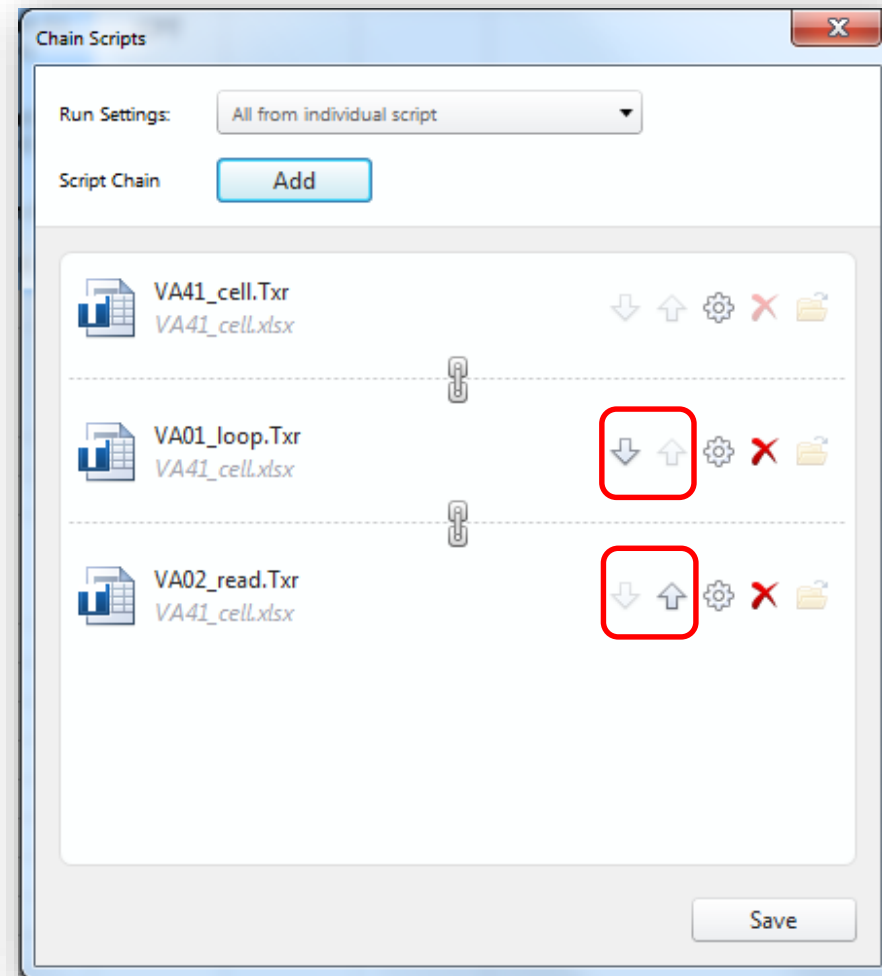 Chain Scripts
Run Settings: All from individual script
Script Chain Add
VA41_cell.Txr
VA41_cell.xlsx
VA01_loop.Txr
VA41_cell.xlsx
VA02_read.Txr
VA41_cell.xlsx
Save